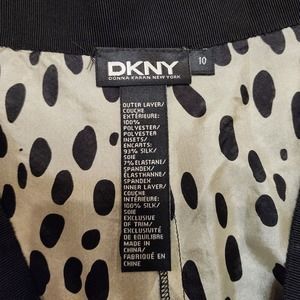 DKNY
DONNA KARAN NEW YORK
10
OUTER LAYER/
COUCHE
EXTÉRIEURE:
100%
POLYESTER
POLYESTER
INSETS/
ENCARTS:
93% SILK/
SOIE
7% ELASTANE/
SPANDEX/
ELASTHANNE/
SPANDEX
INNER LAYER/
COUCHE
INTÉRIEURE:
100% SILK/
SOIE
EXCLUSIVE
OF TRIM/
EXCLUSIVITÉ
DE EQUILIBRE
MADE IN
CHINA/
FABRIQUÉ EN
CHINE